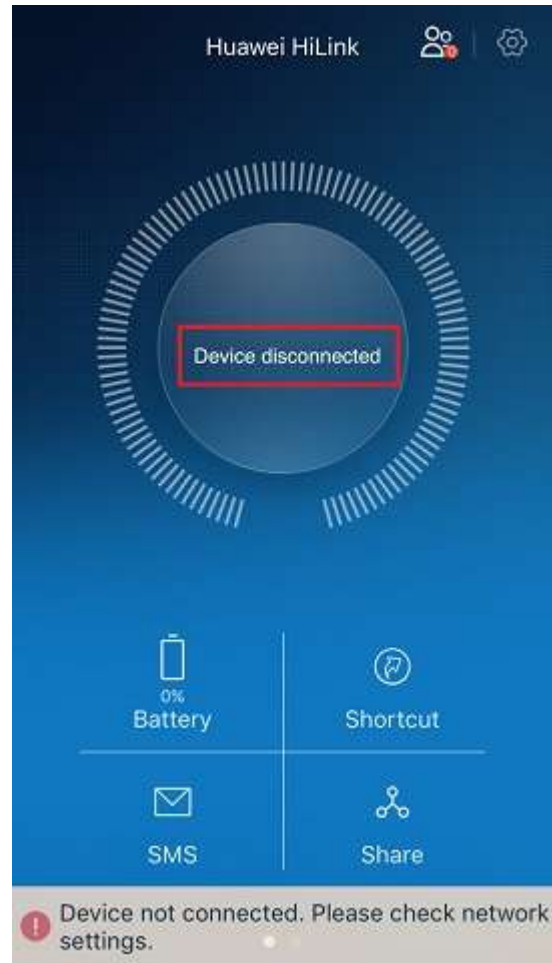 Huawei HiLink
Device disconnected
0%
Battery
Shortcut
SMS
Share
Device not connected. Please check network
settings.